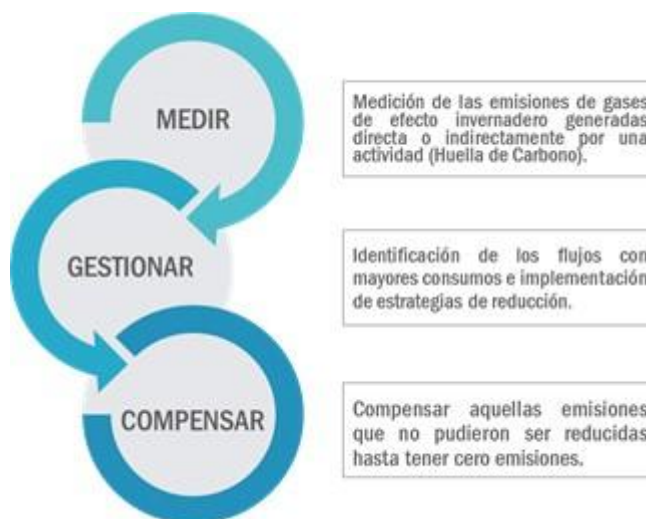 MEDIR
Medición de las emisiones de gases
de efecto invernadero generadas
directa o indirectamente por una
actividad (Huella de Carbono).
GESTIONAR
Identificación de los flujos con
mayores consumos e implementación
de estrategias de reducción.
COMPENSAR
Compensar aquellas emisiones
que no pudieron ser reducidas
hasta tener cero emisiones.